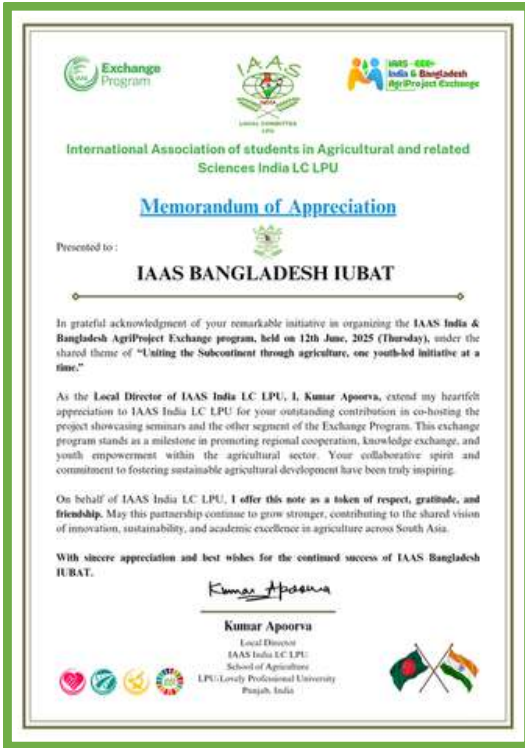 Exchange
Program
IAAS
INDIA
LOCAL COMMITTEE
LPU
IAAS
India & Bangladesh
AgriProject Exchange
International Association of students in Agricultural and related
Sciences India LC LPU
Memorandum of Appreciation
Presented to :
IAAS BANGLADESH IUBAT
In grateful acknowledgment of your remarkable initiative in organizing the IAAS India &
Bangladesh AgriProject Exchange program, held on 12th June, 2025 (Thursday), under the
shared theme of “Uniting the Subcontinent through agriculture, one youth-led initiative at a
time.”
As the Local Director of IAAS India LC LPU, I, Kumar Apoorva, extend my heartfelt
appreciation to IAAS India LC LPU for your outstanding contribution in co-hosting the
project showcasing seminars and the other segment of the Exchange Program. This exchange
program stands as a milestone in promoting regional cooperation, knowledge exchange, and
youth empowerment within the agricultural sector. Your collaborative spirit and
commitment to fostering sustainable agricultural development have been truly inspiring.
On behalf of IAAS India LC LPU, I offer this note as a token of respect, gratitude, and
friendship. May this partnership continue to grow stronger, contributing to the shared vision
of innovation, sustainability, and academic excellence in agriculture across South Asia.
With sincere appreciation and best wishes for the continued success of IAAS Bangladesh
IUBAT.
Kumar Apoorva
Kumar Apoorva
Local Director
IAAS India LC LPU
School of Agriculture
LPU-Lovely Professional University
Punjab, India